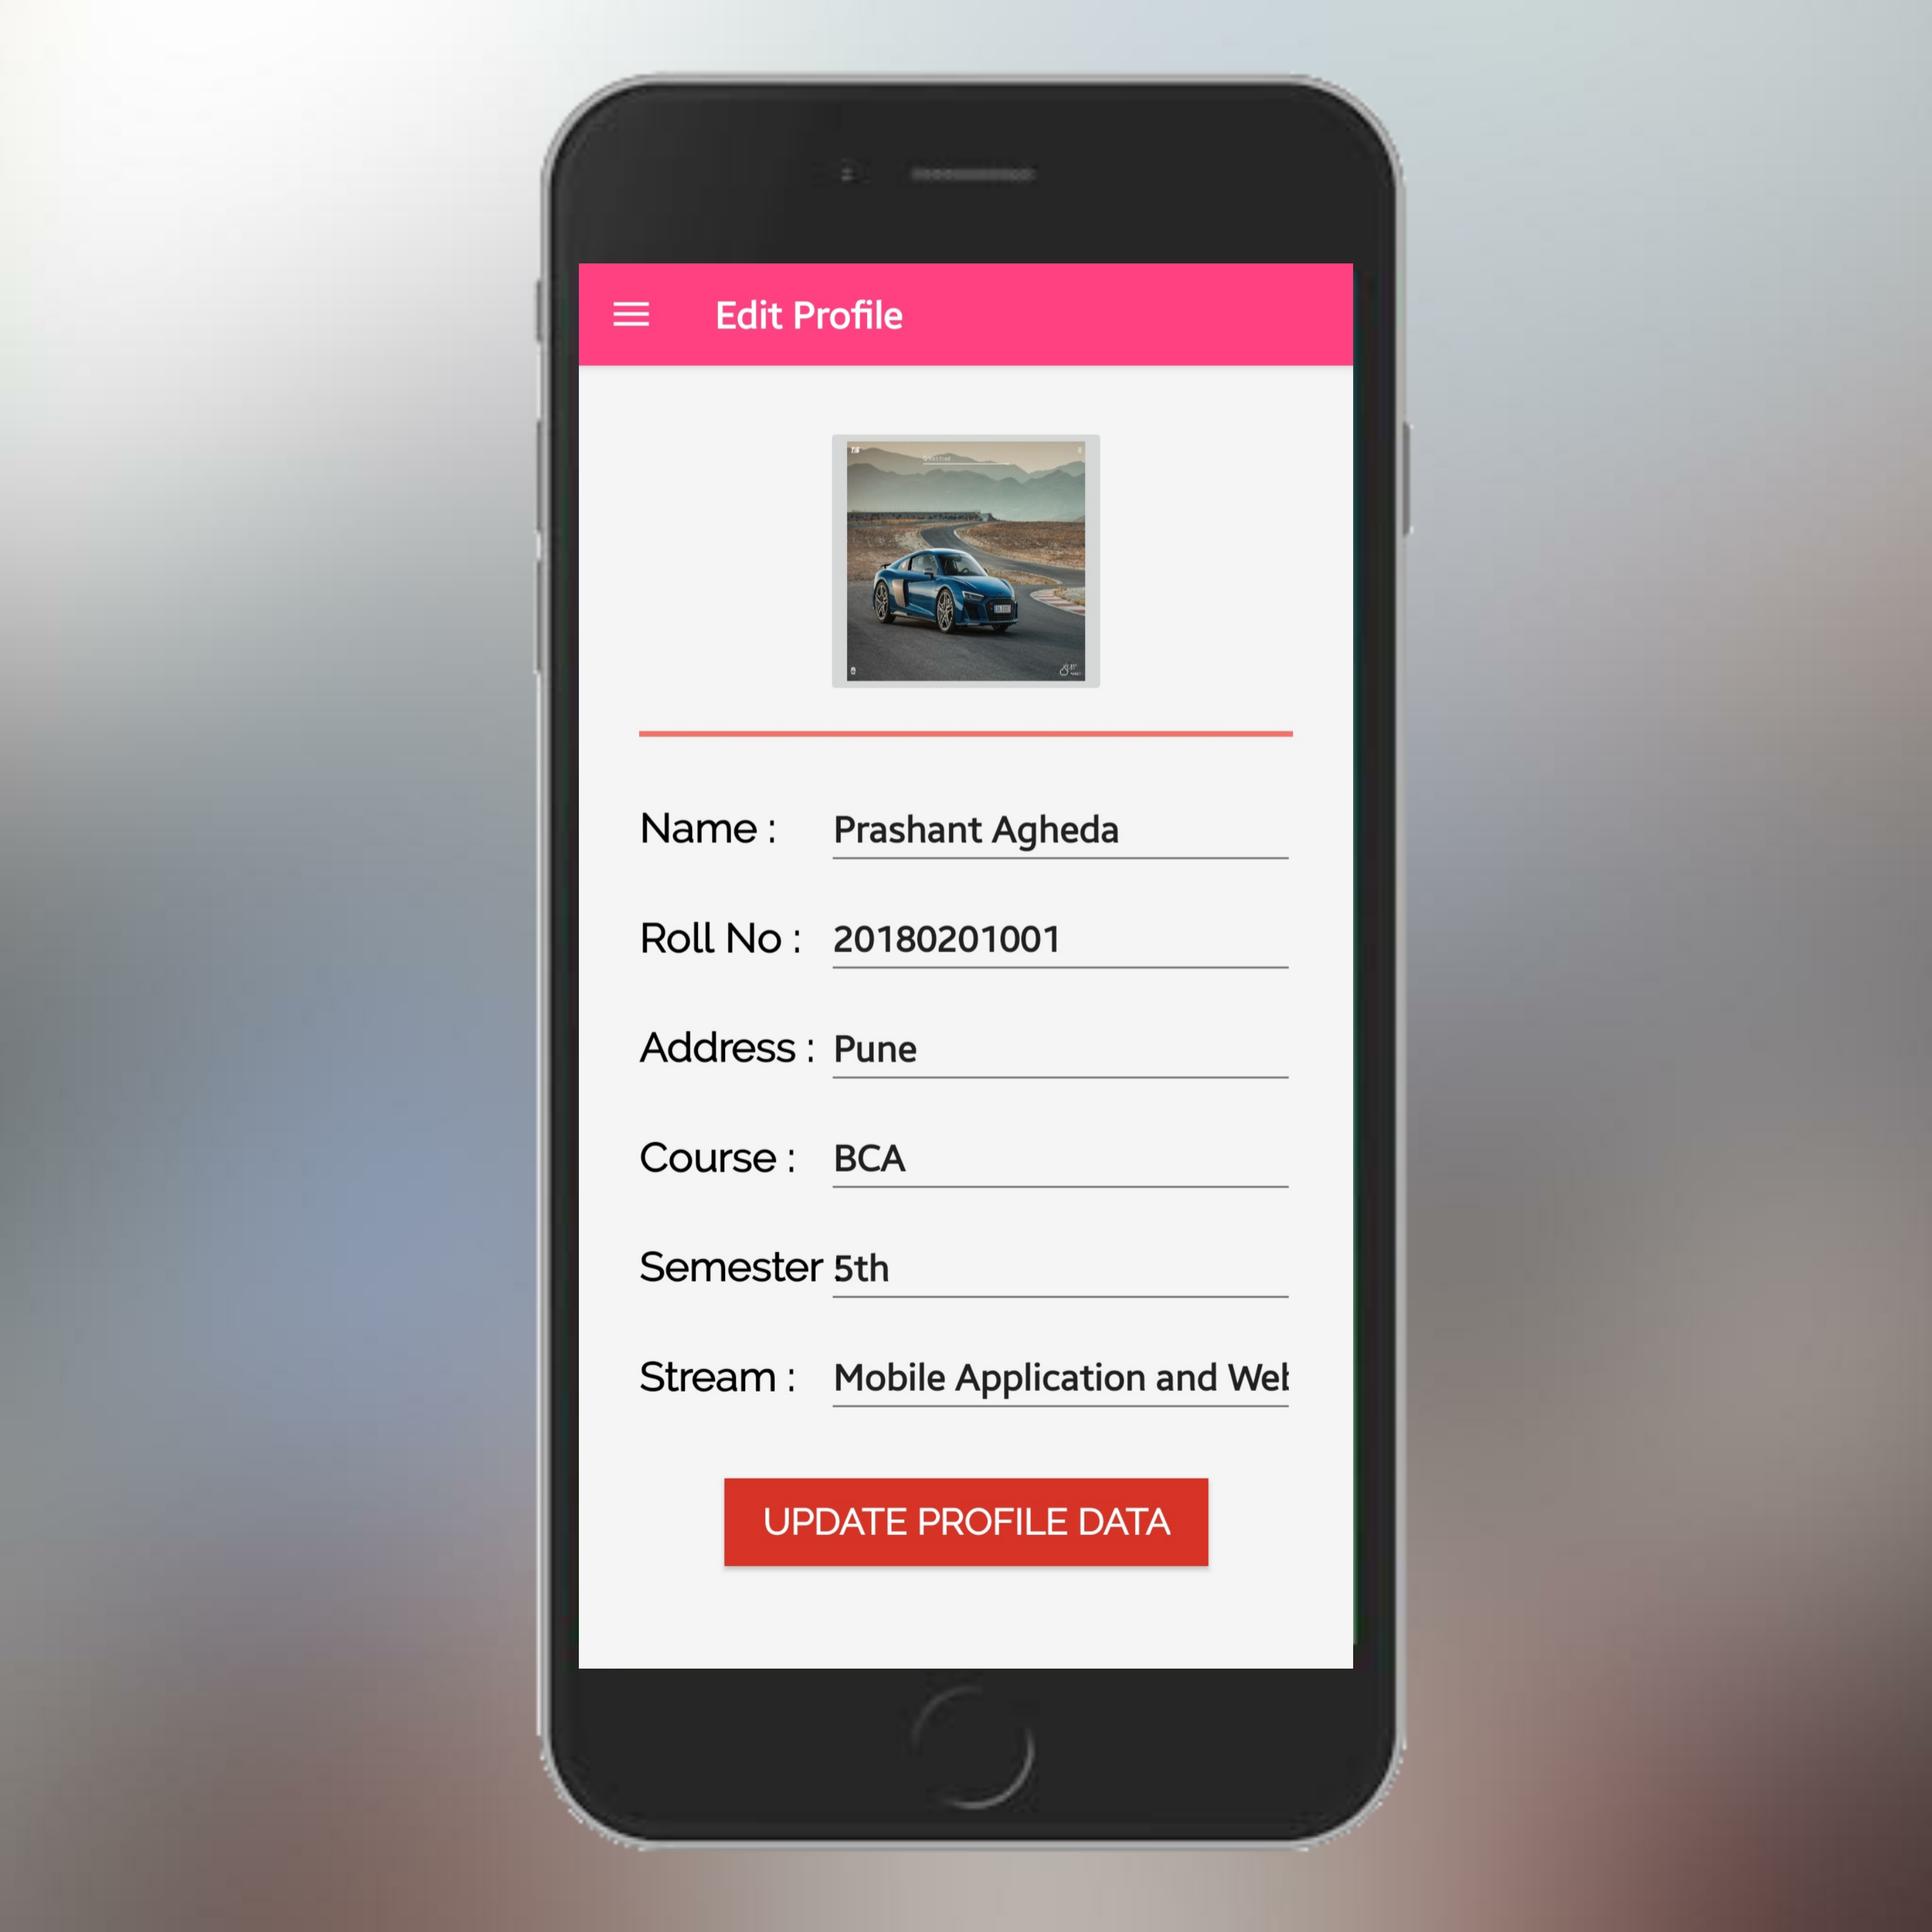 Edit Profile
Name : Prashant Agheda
Roll No : 20180201001
Address : Pune
Course : BCA
Semester : 5th
Stream : Mobile Application and Web
UPDATE PROFILE DATA